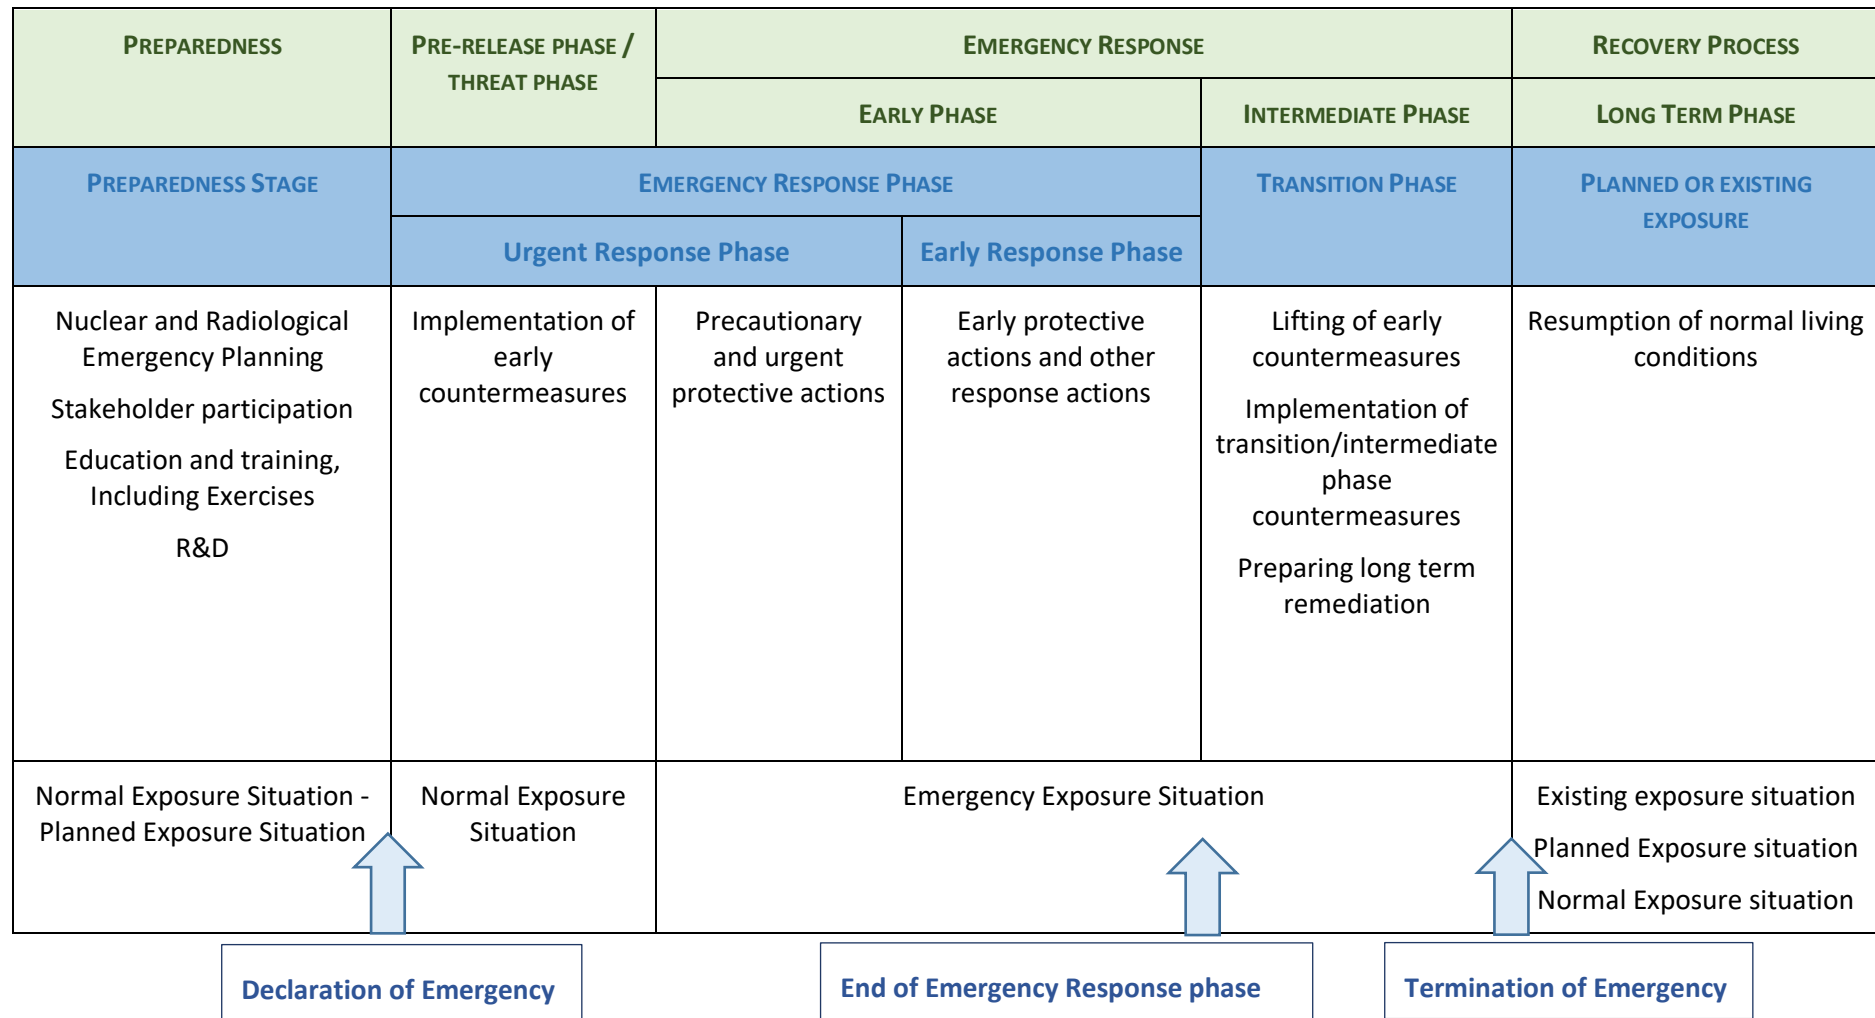 PREPAREDNESS
PRE-RELEASE PHASE /
THREAT PHASE
EMERGENCY RESPONSE
RECOVERY PROCESS
EARLY PHASE
INTERMEDIATE PHASE
LONG TERM PHASE
PREPAREDNESS STAGE
EMERGENCY RESPONSE PHASE
TRANSITION PHASE
PLANNED OR EXISTING
EXPOSURE
Urgent Response Phase
Early Response Phase
Nuclear and Radiological
Emergency Planning
Stakeholder participation
Education and training,
Including Exercises
R&D
Implementation of
early
countermeasures
Precautionary
and urgent
protective actions
Early protective
actions and other
response actions
Lifting of early
countermeasures
Implementation of
transition/intermediate
phase
countermeasures
Preparing long term
remediation
Resumption of normal living
conditions
Normal Exposure Situation -
Planned Exposure Situation
Normal Exposure
Situation
Emergency Exposure Situation
Existing exposure situation
Planned Exposure situation
Normal Exposure situation
Declaration of Emergency
End of Emergency Response phase
Termination of Emergency